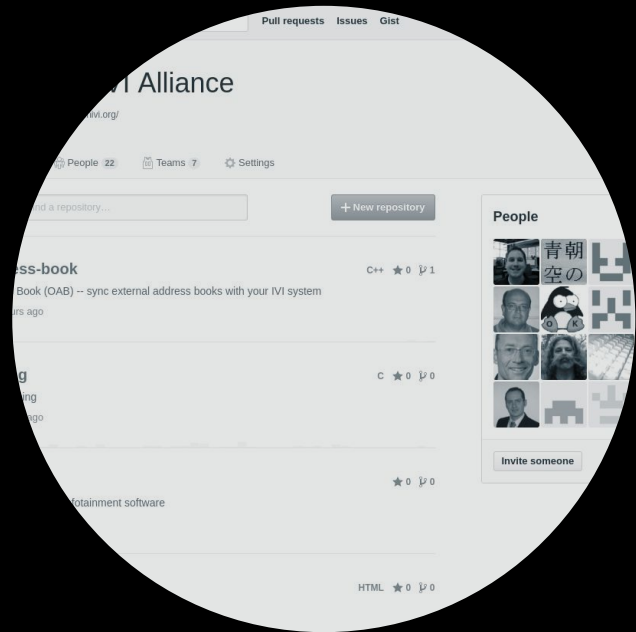 Pull requests Issues Gist
Alliance
ivi.org/
People 22 Teams 7 Settings
a repository...
New repository
People
青朝
空の
ess-book
C++ 0 1
Book (OAB) -- sync external address books with your IVI system
urs ago
O K
g
C 0 0
ing
ago
Invite someone
0 0
fotainment software
HTML 0 0